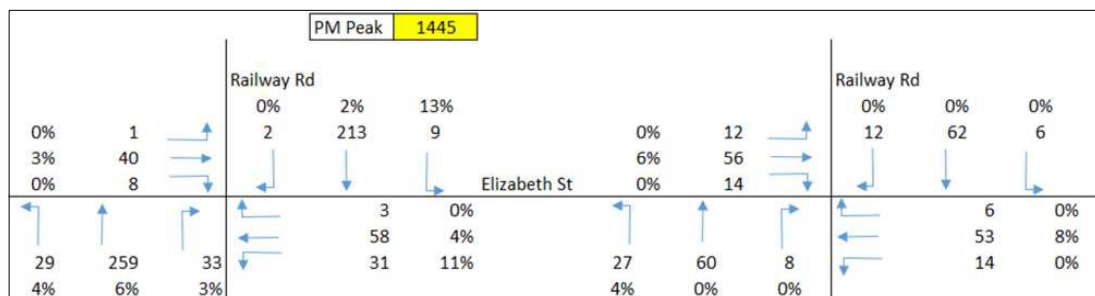 PM Peak 1445
Railway Rd Railway Rd
0% 2% 13% 0% 0% 0%
0% 1 2 213 9 0% 12 12 62 6
3% 40 6% 56
0% 8 Elizabeth St 0% 14
3 0% 6 0%
58 4% 53 8%
29 259 33 31 11% 27 60 8 14 0%
4% 6% 3% 4% 0% 0%